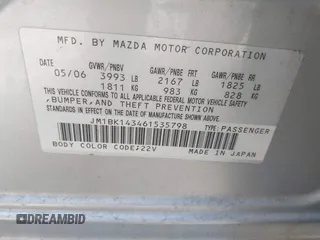 MFD. BY MAZDA MOTOR CORPORATION
DATE GVWR/PNBV GAWR/PNBE FRT GAWR/PNBE RR
05/06 3993 LB 2167 LB 1825 LB
1811 KG 983 KG 828 KG
THIS VEHICLE CONFORMS TO ALL APPLICABLE FEDERAL MOTOR VEHICLE SAFETY,
BUMPER, AND THEFT PREVENTION
STANDARDS IN EFFECT ON THE DATE OF MANUFACTURE SHOWN ABOVE.
JM1BK143461535798 TYPE: PASSENGER
BODY COLOR CODE: 22V MADE IN JAPAN
DREAMBID